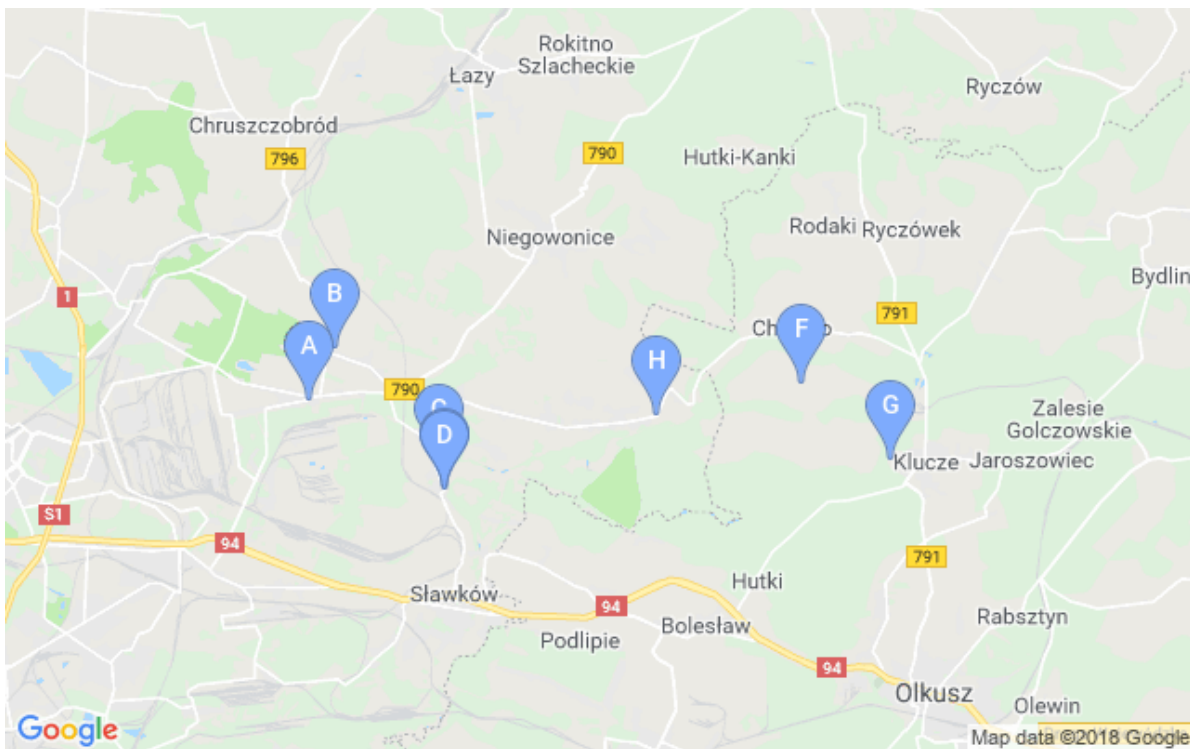 Rokitno
Szlacheckie
Łazy
Ryczów
Chruszczobród
796
790
Hutki-Kanki
Niegowonice
Rodaki
Ryczówek
Bydlin
1
B
791
F
A
H
790
C
D
G
Zalesie
Golczowskie
Klucze
Jaroszowiec
S1
94
791
Sławków
94
Hutki
Rabsztyn
Podlipie
Bolesław
94
Olkusz
Olewin
Google
Map data ©2018 Google